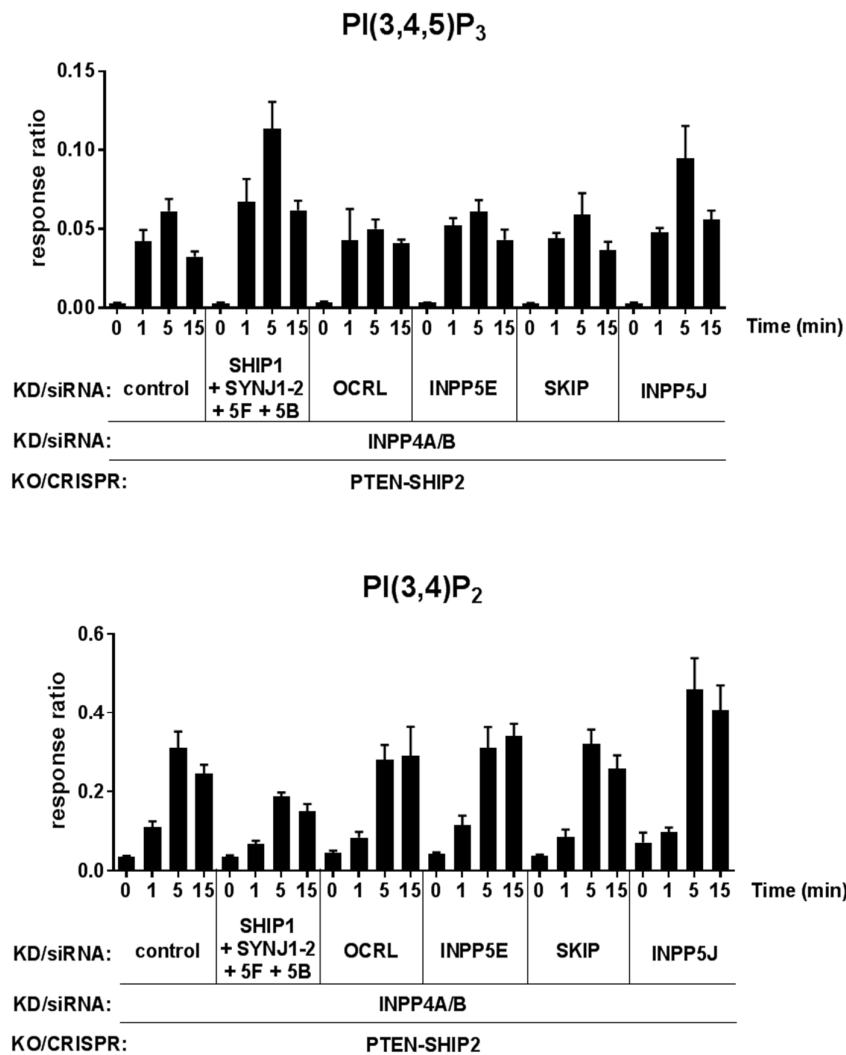 PI(3,4,5)P3
0.15
0.10
0.05
0.00
response ratio
0 1 5 15 0 1 5 15 0 1 5 15 0 1 5 15 0 1 5 15 0 1 5 15 Time (min)
KD/siRNA: control SHIP1 + SYNJ1-2 + 5F + 5B OCRL INPP5E SKIP INPP5J
KD/siRNA: INPP4A/B
KO/CRISPR: PTEN-SHIP2
PI(3,4)P2
0.6
0.4
0.2
0.0
response ratio
0 1 5 15 0 1 5 15 0 1 5 15 0 1 5 15 0 1 5 15 0 1 5 15 Time (min)
KD/siRNA: control SHIP1 + SYNJ1-2 + 5F + 5B OCRL INPP5E SKIP INPP5J
KD/siRNA: INPP4A/B
KO/CRISPR: PTEN-SHIP2